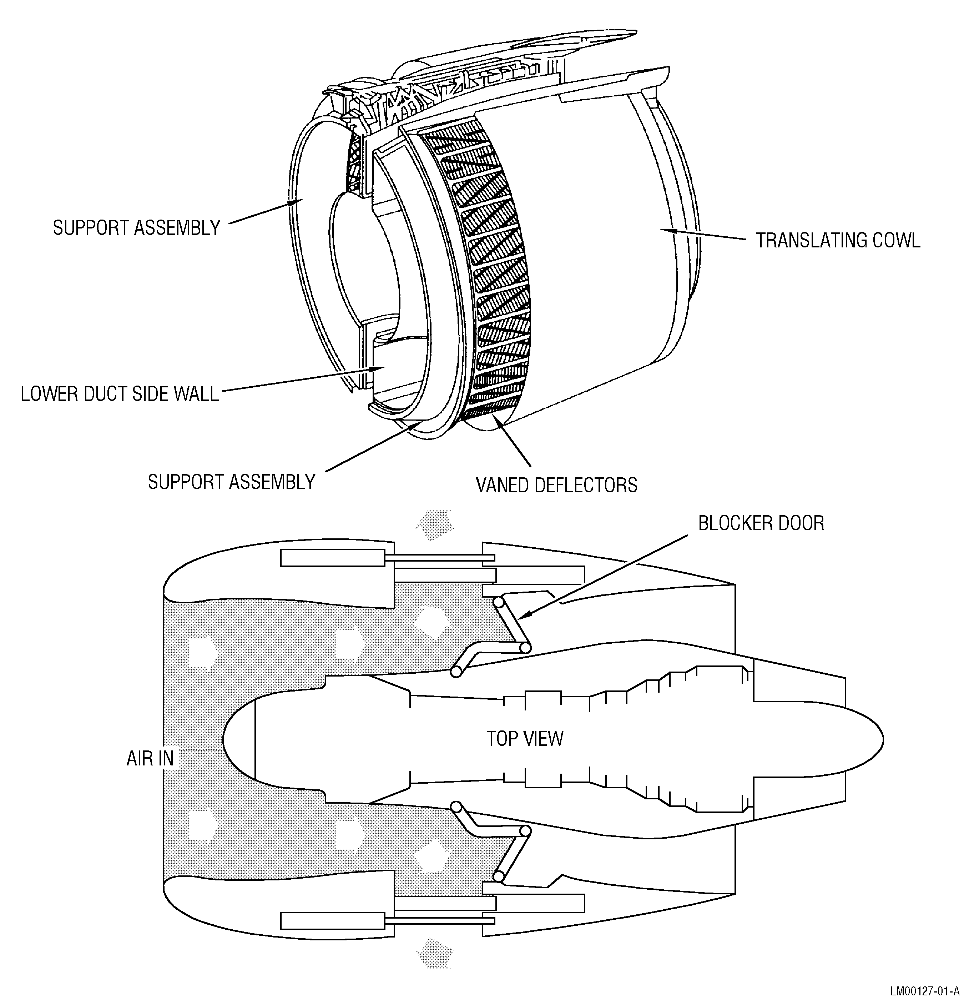 SUPPORT ASSEMBLY
TRANSLATING COWL
LOWER DUCT SIDE WALL
SUPPORT ASSEMBLY
VANED DEFLECTORS
BLOCKER DOOR
TOP VIEW
AIR IN
LM00127-01-A